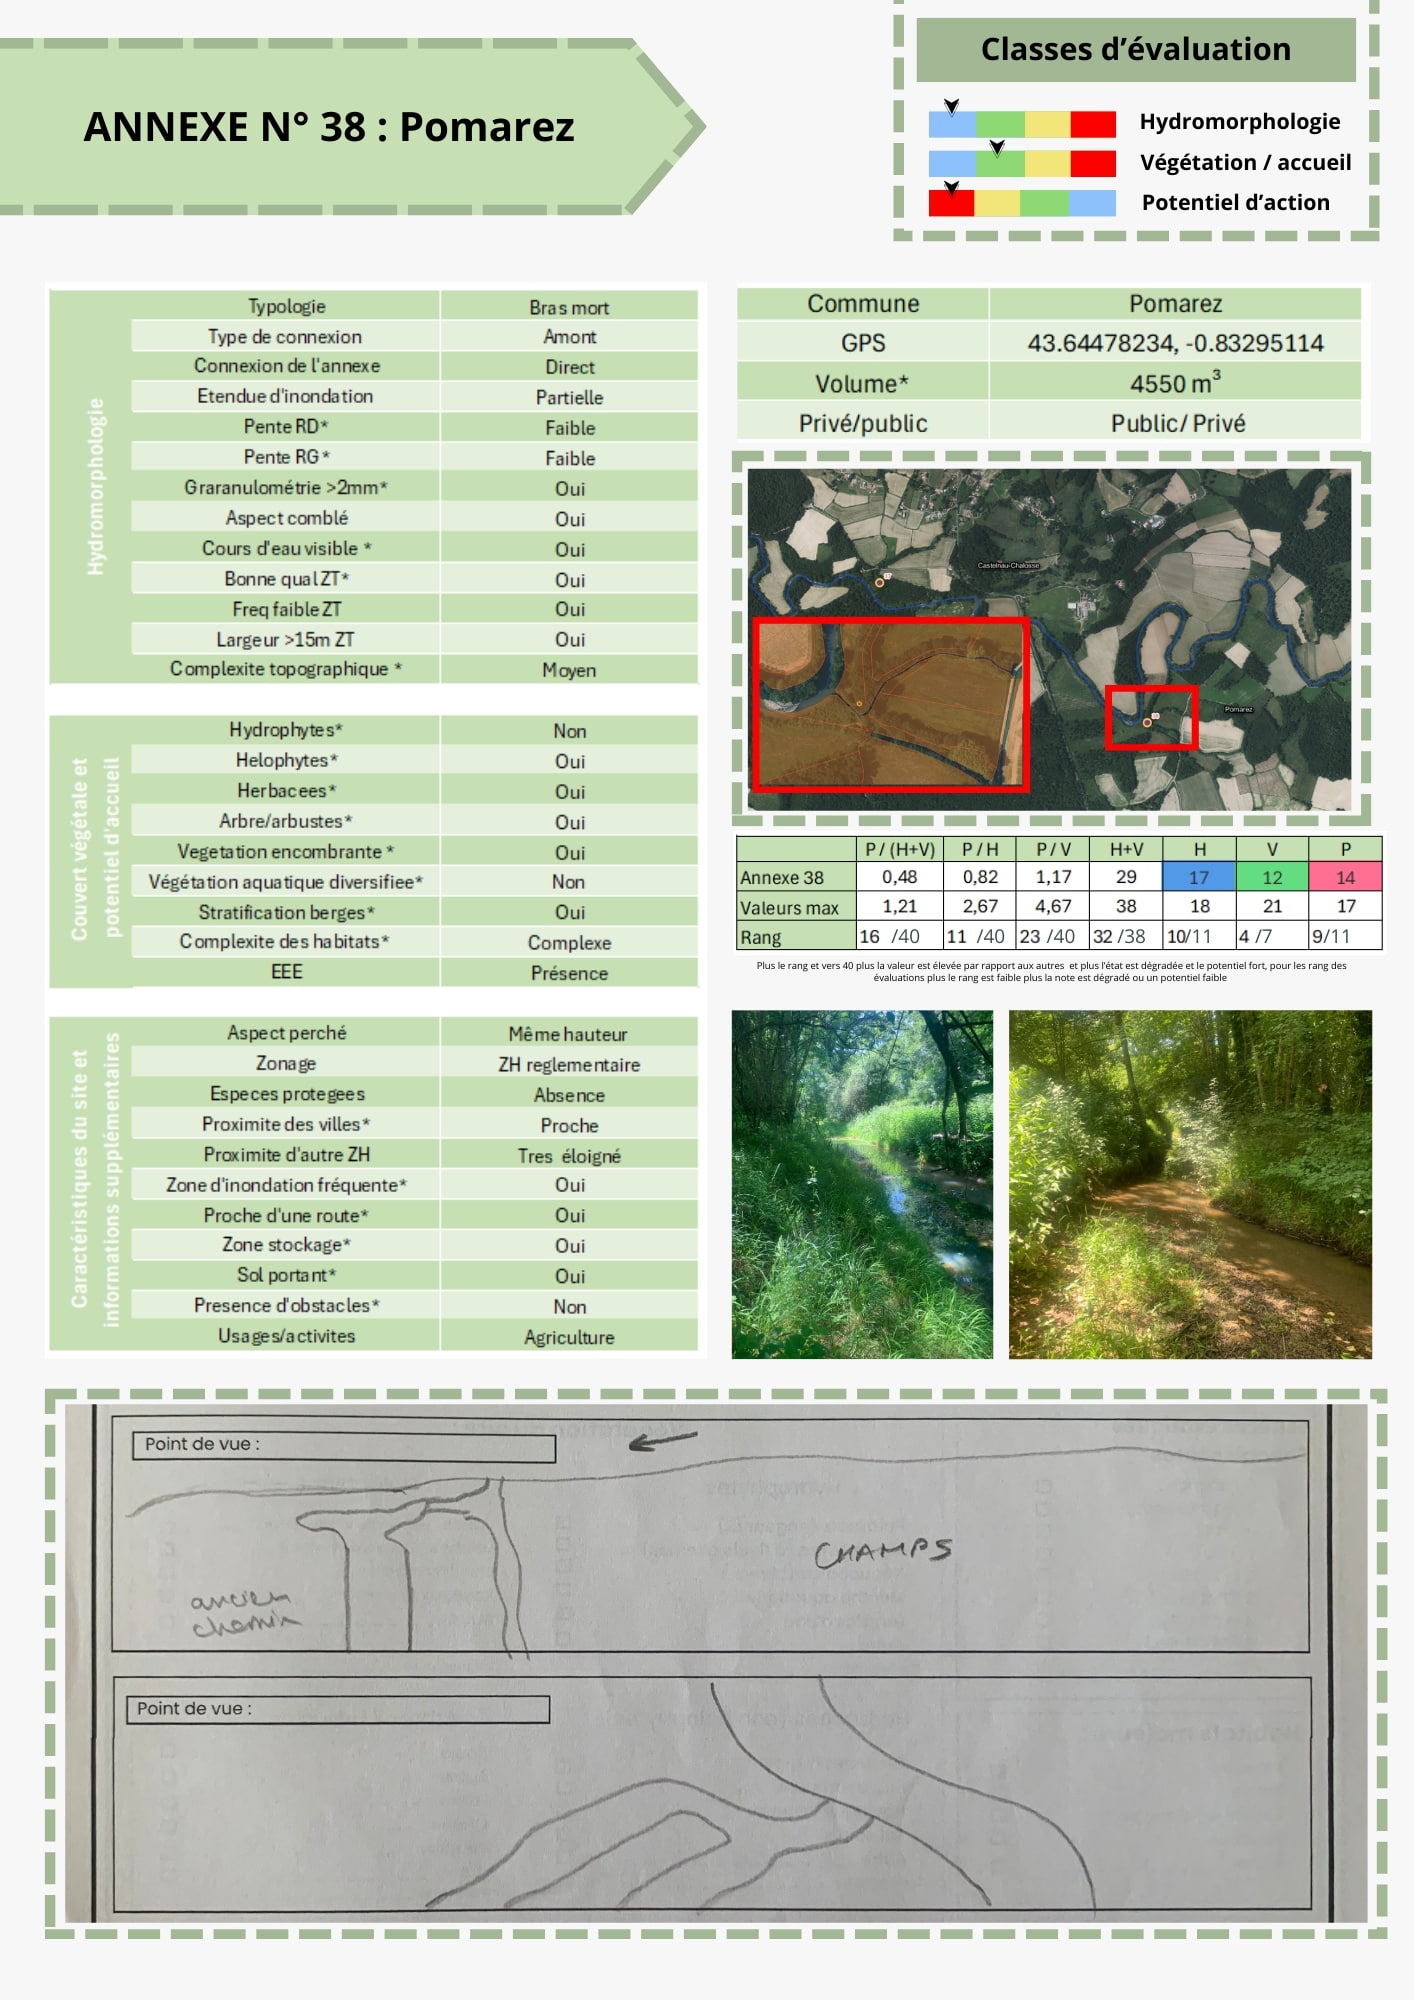 ANNEXE N° 38 : Pomarez
Classes d’évaluation
Hydromorphologie
Végétation / accueil
Potentiel d’action
Hydromorphologie
Typologie Bras mort
Type de connexion Amont
Connexion de l'annexe Direct
Etendue d'inondation Partielle
Pente RD* Faible
Pente RG* Faible
Graranulométrie >2mm* Oui
Aspect comblé Oui
Cours d'eau visible * Oui
Bonne qual ZT* Oui
Freq faible ZT Oui
Largeur >15m ZT Oui
Complexite topographique * Moyen
Couvert végétale et
potentiel d'accueil
Hydrophytes* Non
Helophytes* Oui
Herbacees* Oui
Arbre/arbustes* Oui
Vegetation encombrante * Oui
Végétation aquatique diversifiee* Non
Stratification berges* Oui
Complexite des habitats* Complexe
EEE Présence
Caractéristiques du site et
informations supplémentaires
Aspect perché Même hauteur
Zonage ZH reglementaire
Especes protegees Absence
Proximite des villes* Proche
Proximite d'autre ZH Tres éloigné
Zone d'inondation fréquente* Oui
Proche d'une route* Oui
Zone stockage* Oui
Sol portant* Oui
Presence d'obstacles* Non
Usages/activites Agriculture
Commune Pomarez
GPS 43.64478234, -0.83295114
Volume* 4550 m³
Privé/public Public/ Privé
Castelnau-Chalosse
Pomarez
P / (H+V) P / H P / V H+V H V P
Annexe 38 0,48 0,82 1,17 29 17 12 14
Valeurs max 1,21 2,67 4,67 38 18 21 17
Rang 16 /40 11 /40 23 /40 32 /38 10/11 4 /7 9/11
Plus le rang et vers 40 plus la valeur est élevée par rapport aux autres et plus l’état est dégradée et le potentiel fort, pour les rang des
évaluations plus le rang est faible plus la note est dégradé ou un potentiel faible
Point de vue :
CHAMPS
ancien
chemin
Point de vue :